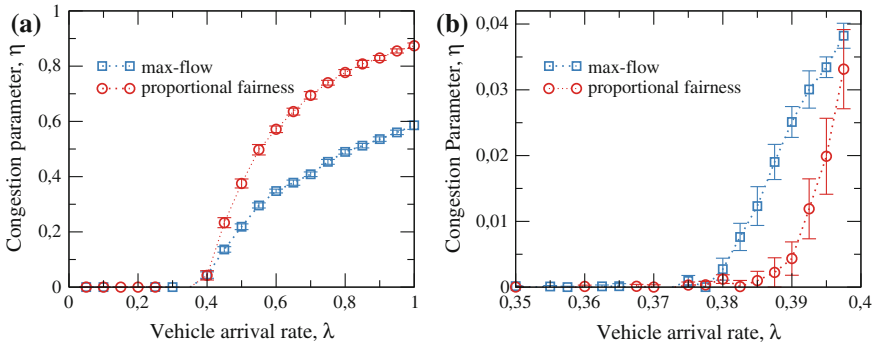 (a)
Congestion parameter, η
1
0,8
0,6
0,4
0,2
0
max-flow
proportional fairness
0 0,2 0,4 0,6 0,8 1
Vehicle arrival rate, λ
(b)
Congestion Parameter, η
0,04
0,03
0,02
0,01
0,00
max-flow
proportional fairness
0,35 0,36 0,37 0,38 0,39 0,4
Vehicle arrival rate, λ